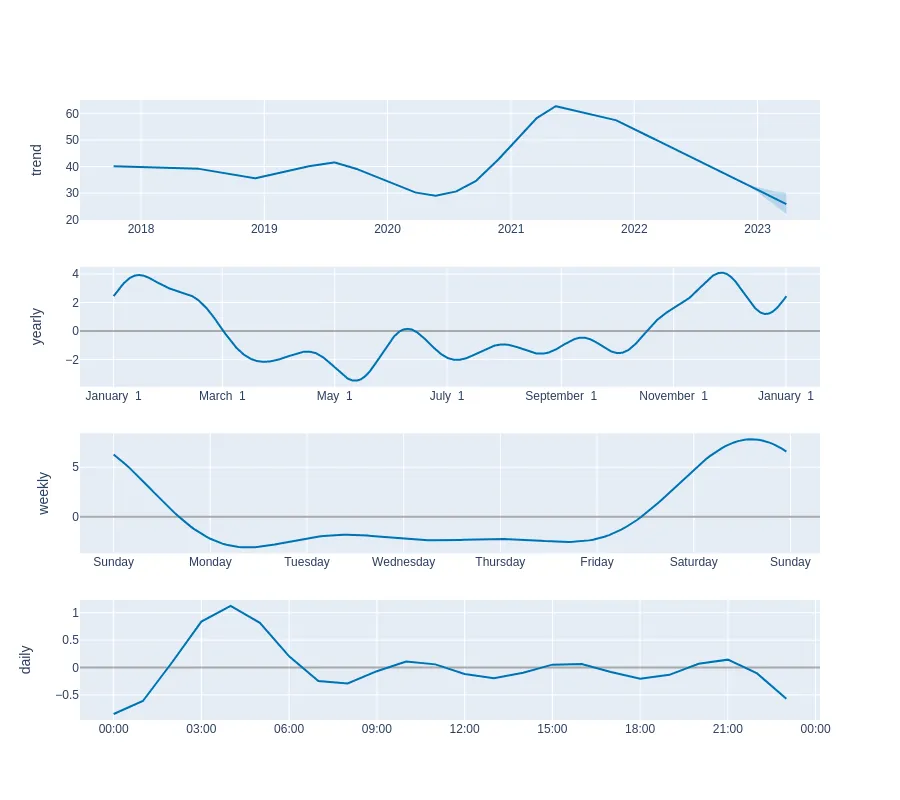 trend
60
50
40
30
20
2018 2019 2020 2021 2022 2023
yearly
4
2
0
−2
January 1 March 1 May 1 July 1 September 1 November 1 January 1
weekly
5
0
Sunday Monday Tuesday Wednesday Thursday Friday Saturday Sunday
daily
1
0.5
0
−0.5
00:00 03:00 06:00 09:00 12:00 15:00 18:00 21:00 00:00